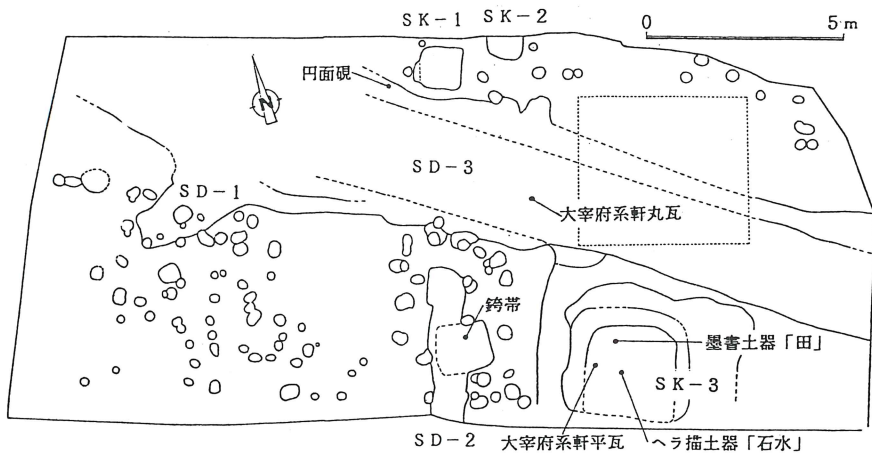 SK-1
SK-2
0
5m
円面硯
N
SD-3
SD-1
大宰府系軒丸瓦
銙帯
墨書土器「田」
SK-3
SD-2
大宰府系軒平瓦
ヘラ描土器「石水」